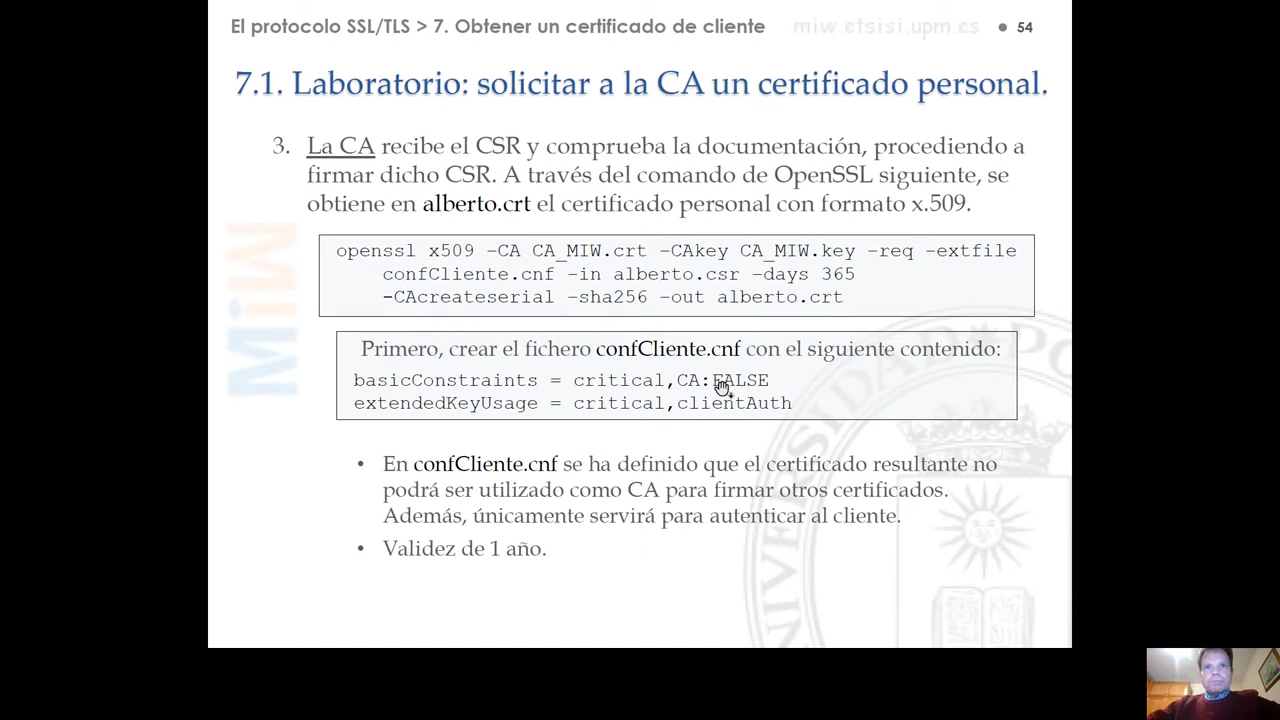 El protocolo SSL/TLS > 7. Obtener un certificado de cliente miw.etsisi.upm.es • 54
7.1. Laboratorio: solicitar a la CA un certificado personal.
3. La CA recibe el CSR y comprueba la documentación, procediendo a
firmar dicho CSR. A través del comando de OpenSSL siguiente, se
obtiene en alberto.crt el certificado personal con formato x.509.
openssl x509 –CA CA_MIW.crt –CAkey CA_MIW.key –req –extfile
confCliente.cnf –in alberto.csr –days 365
-CAcreateserial –sha256 –out alberto.crt
Primero, crear el fichero confCliente.cnf con el siguiente contenido:
basicConstraints = critical,CA:FALSE
extendedKeyUsage = critical,clientAuth
• En confCliente.cnf se ha definido que el certificado resultante no
podrá ser utilizado como CA para firmar otros certificados.
Además, únicamente servirá para autenticar al cliente.
• Validez de 1 año.
MiW